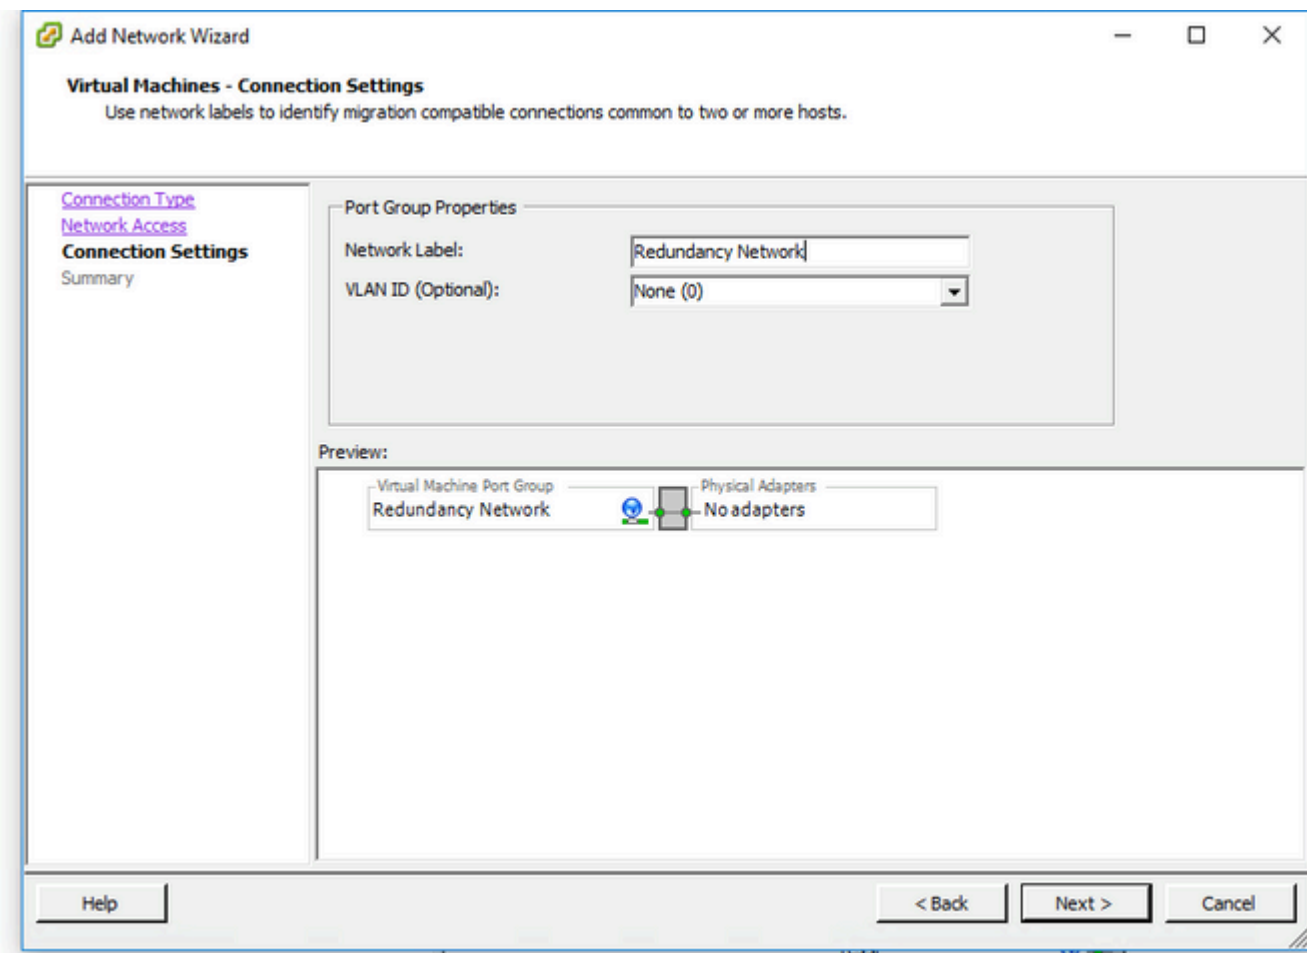 Add Network Wizard
Virtual Machines - Connection Settings
Use network labels to identify migration compatible connections common to two or more hosts.
Connection Type
Network Access
Connection Settings
Summary
Port Group Properties
Network Label: Redundancy Network
VLAN ID (Optional): None (0)
Preview:
Virtual Machine Port Group Physical Adapters
Redundancy Network No adapters
Help < Back Next > Cancel